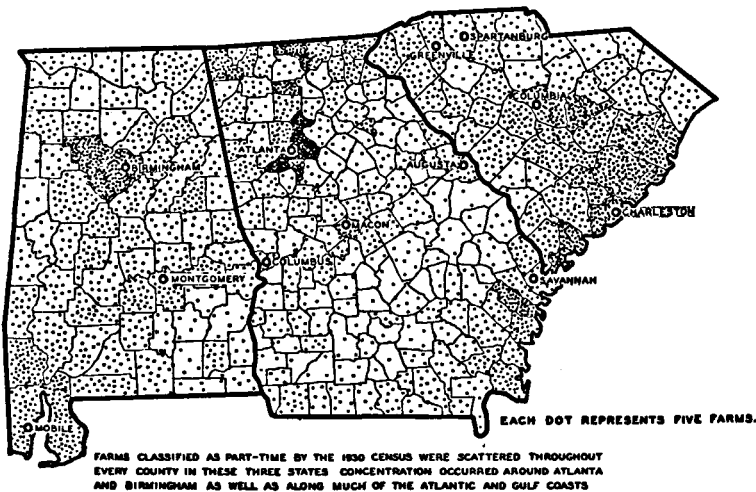 SPARTANBURG
GREENVILLE
COLUMBIA
ATLANTA
BIRMINGHAM
AUGUSTA
CHARLESTON
MACON
COLUMBUS
MONTGOMERY
SAVANNAH
MOBILE
EACH DOT REPRESENTS FIVE FARMS.
FARMS CLASSIFIED AS PART-TIME BY THE 1930 CENSUS WERE SCATTERED THROUGHOUT
EVERY COUNTY IN THESE THREE STATES CONCENTRATION OCCURRED AROUND ATLANTA
AND BIRMINGHAM AS WELL AS ALONG MUCH OF THE ATLANTIC AND GULF COASTS